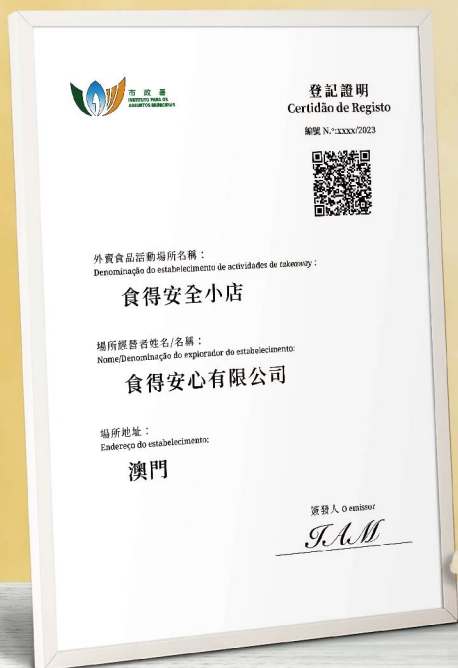 市政署
INSTITUTO PARA OS
ASSUNTOS MUNICIPAIS
登記證明
Certidão de Registo
編號 N.º:xxxx/2023
外賣食品活動場所名稱：
Denominação do estabelecimento de actividades de takeaway :
食得安全小店
場所經營者姓名/名稱：
Nome/Denominação do explorador do estabelecimento:
食得安心有限公司
場所地址：
Endereço do estabelecimento:
澳門
簽發人 O emissor
IAM